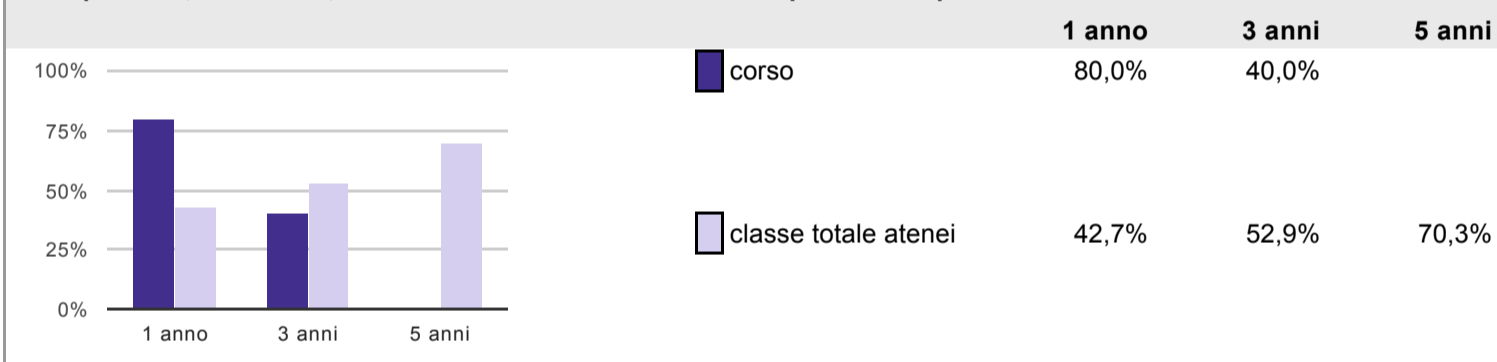 1 anno 3 anni 5 anni
100%
75%
50%
25%
0%
1 anno 3 anni 5 anni
corso 80,0% 40,0%
classe totale atenei 42,7% 52,9% 70,3%